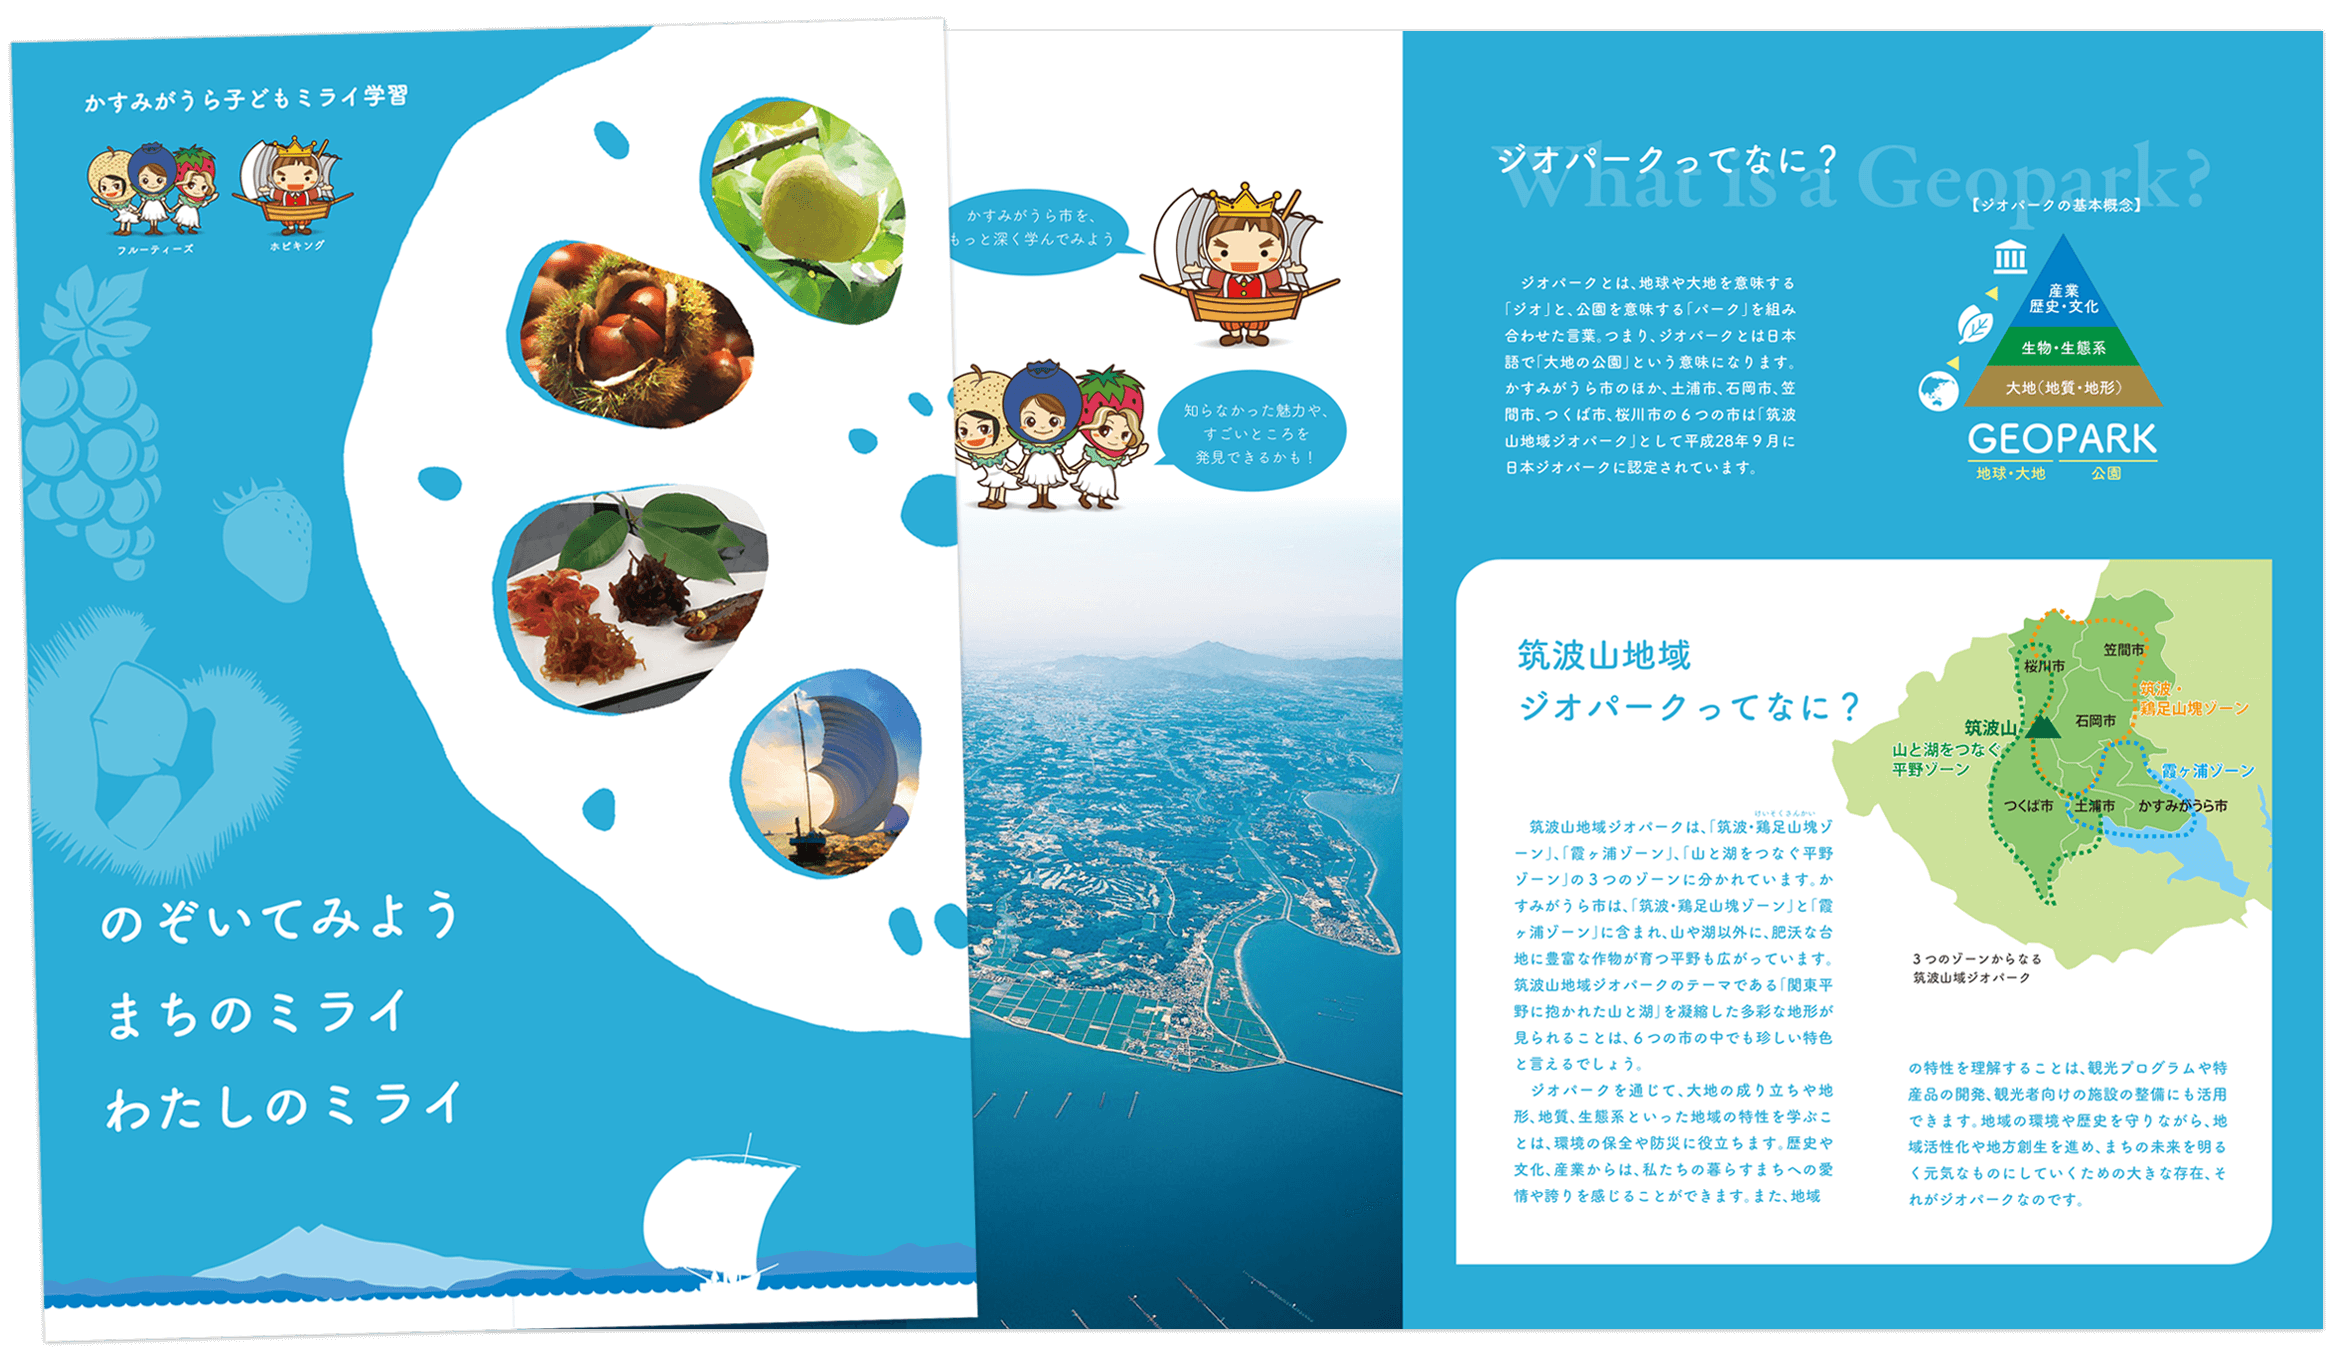 かすみがうら子どもミライ学習
フルーティーズ
ホビキング
のぞいてみよう
まちのミライ
わたしのミライ
かすみがうら市を、
もっと深く学んでみよう
知らなかった魅力や、
すごいところを
発見できるかも！
What is a Geopark?
ジオパークってなに？
ジオパークとは、地球や大地を意味する
「ジオ」と、公園を意味する「パーク」を組み
合わせた言葉。つまり、ジオパークとは日本
語で「大地の公園」という意味になります。
かすみがうら市のほか、土浦市、石岡市、笠
間市、つくば市、桜川市の６つの市は「筑波
山地域ジオパーク」として平成28年９月に
日本ジオパークに認定されています。
【ジオパークの基本概念】
産業
歴史・文化
生物・生態系
大地（地質・地形）
GEOPARK
地球・大地
公園
筑波山地域
ジオパークってなに？
けいそくさんかい
筑波山地域ジオパークは、「筑波・鶏足山塊ゾ
ーン」、「霞ヶ浦ゾーン」、「山と湖をつなぐ平野
ゾーン」の３つのゾーンに分かれています。か
すみがうら市は、「筑波・鶏足山塊ゾーン」と「霞
ヶ浦ゾーン」に含まれ、山や湖以外に、肥沃な台
地に豊富な作物が育つ平野も広がっています。
筑波山地域ジオパークのテーマである「関東平
野に抱かれた山と湖」を凝縮した多彩な地形が
見られることは、６つの市の中でも珍しい特色
と言えるでしょう。
ジオパークを通じて、大地の成り立ちや地
形、地質、生態系といった地域の特性を学ぶこ
とは、環境の保全や防災に役立ちます。歴史や
文化、産業からは、私たちの暮らすまちへの愛
情や誇りを感じることができます。また、地域
の特性を理解することは、観光プログラムや特
産品の開発、観光者向けの施設の整備にも活用
できます。地域の環境や歴史を守りながら、地
域活性化や地方創生を進め、まちの未来を明る
く元気なものにしていくための大きな存在、そ
れがジオパークなのです。
桜川市
笠間市
筑波・
鶏足山塊ゾーン
石岡市
筑波山
山と湖をつなぐ
平野ゾーン
霞ヶ浦ゾーン
つくば市
土浦市
かすみがうら市
３つのゾーンからなる
筑波山域ジオパーク